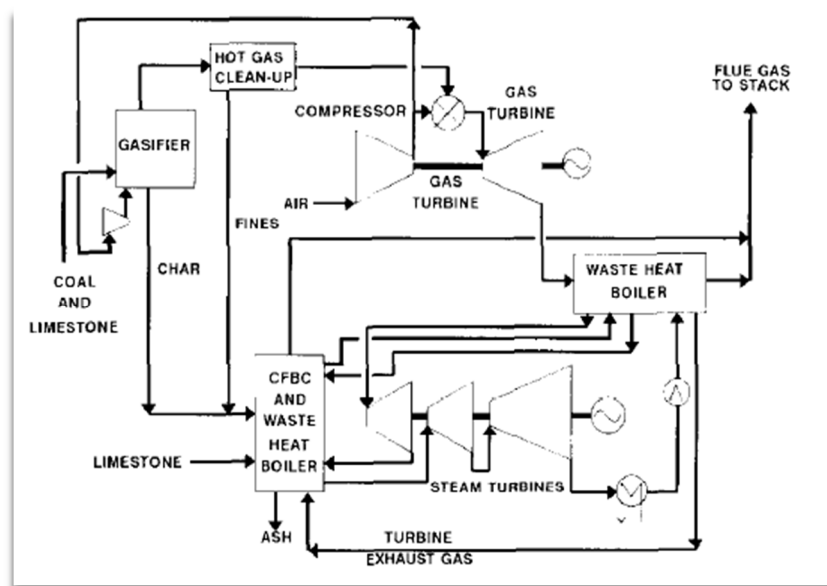 HOT GAS
CLEAN-UP
FLUE GAS
TO STACK
GAS
TURBINE
COMPRESSOR
GASIFIER
GAS
TURBINE
AIR
FINES
CHAR
COAL
AND
LIMESTONE
WASTE HEAT
BOILER
CFBC
AND
WASTE
HEAT
BOILER
LIMESTONE
STEAM TURBINES
ASH
TURBINE
EXHAUST GAS